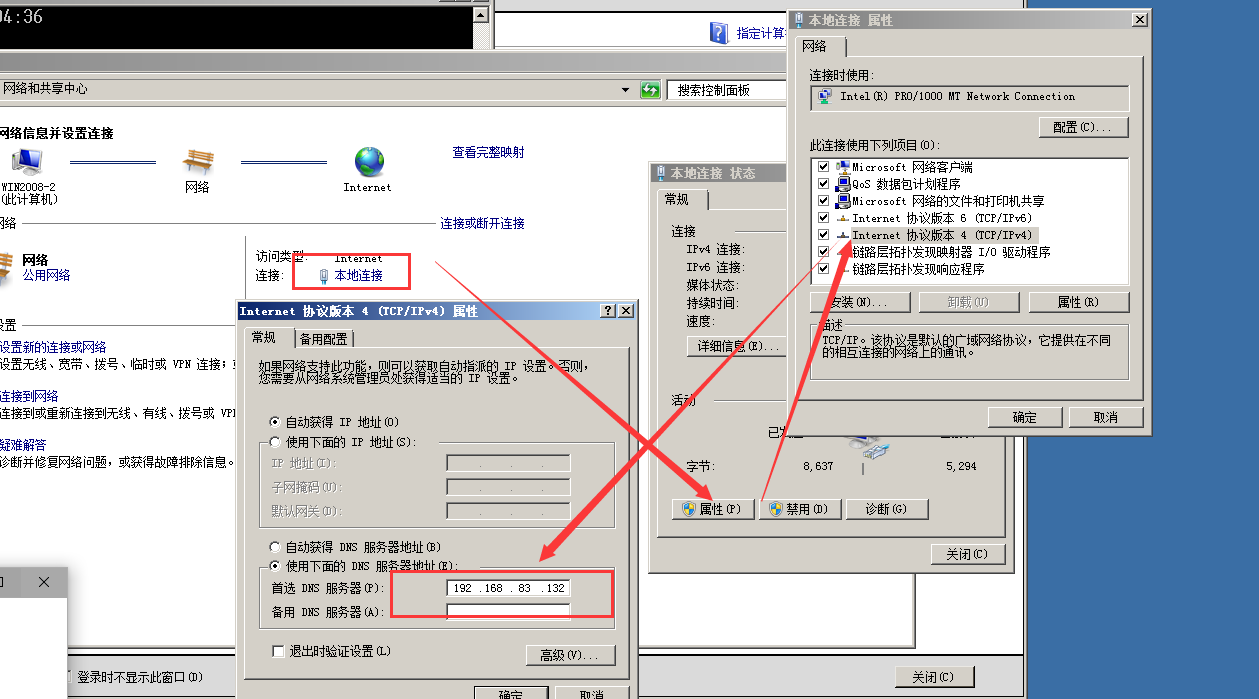 04:36
指定计算
网络和共享中心
搜索控制面板
网络信息并设置连接
查看完整映射
WIN2008-2
(此计算机)
网络
Internet
网络
连接或断开连接
网络
公用网络
访问类型:
Internet
连接:
本地连接
设置新的连接或网络
设置无线、宽带、拨号、临时或 VPN 连接;
连接到网络
连接到或重新连接到无线、有线、拨号或 VPN
疑难解答
诊断并修复网络问题，或获得故障排除信息。
登录时不显示此窗口(D)
关闭(C)
Internet 协议版本 4 (TCP/IPv4) 属性
常规
备用配置
如果网络支持此功能，则可以获取自动指派的 IP 设置。否则，
您需要从网络系统管理员处获得适当的 IP 设置。
自动获得 IP 地址(O)
使用下面的 IP 地址(S):
IP 地址(I):
子网掩码(U):
默认网关(D):
自动获得 DNS 服务器地址(B)
使用下面的 DNS 服务器地址(E):
首选 DNS 服务器(P):
192 .168 . 83 .132
备用 DNS 服务器(A):
退出时验证设置(L)
高级(V)...
确定
取消
本地连接 状态
常规
连接
IPv4 连接:
IPv6 连接:
媒体状态:
持续时间:
速度:
详细信息(E)...
活动
字节:
8,637
5,294
属性(P)
禁用(D)
诊断(G)
关闭(C)
本地连接 属性
网络
连接时使用:
Intel(R) PRO/1000 MT Network Connection
配置(C)...
此连接使用下列项目(O):
Microsoft 网络客户端
QoS 数据包计划程序
Microsoft 网络的文件和打印机共享
Internet 协议版本 6 (TCP/IPv6)
Internet 协议版本 4 (TCP/IPv4)
链路层拓扑发现映射器 I/O 驱动程序
链路层拓扑发现响应程序
安装(N)...
卸载(U)
属性(R)
描述
TCP/IP。该协议是默认的广域网络协议，它提供在不同
的相互连接的网络上的通讯。
确定
取消